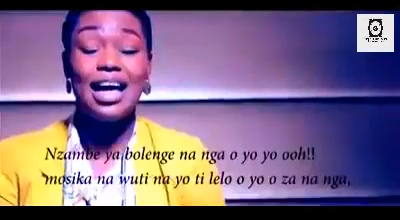 Nzambe ya bolenge na nga o yo yo ooh!!
mosika na wuti na yo ti lelo o yo o za na nga,